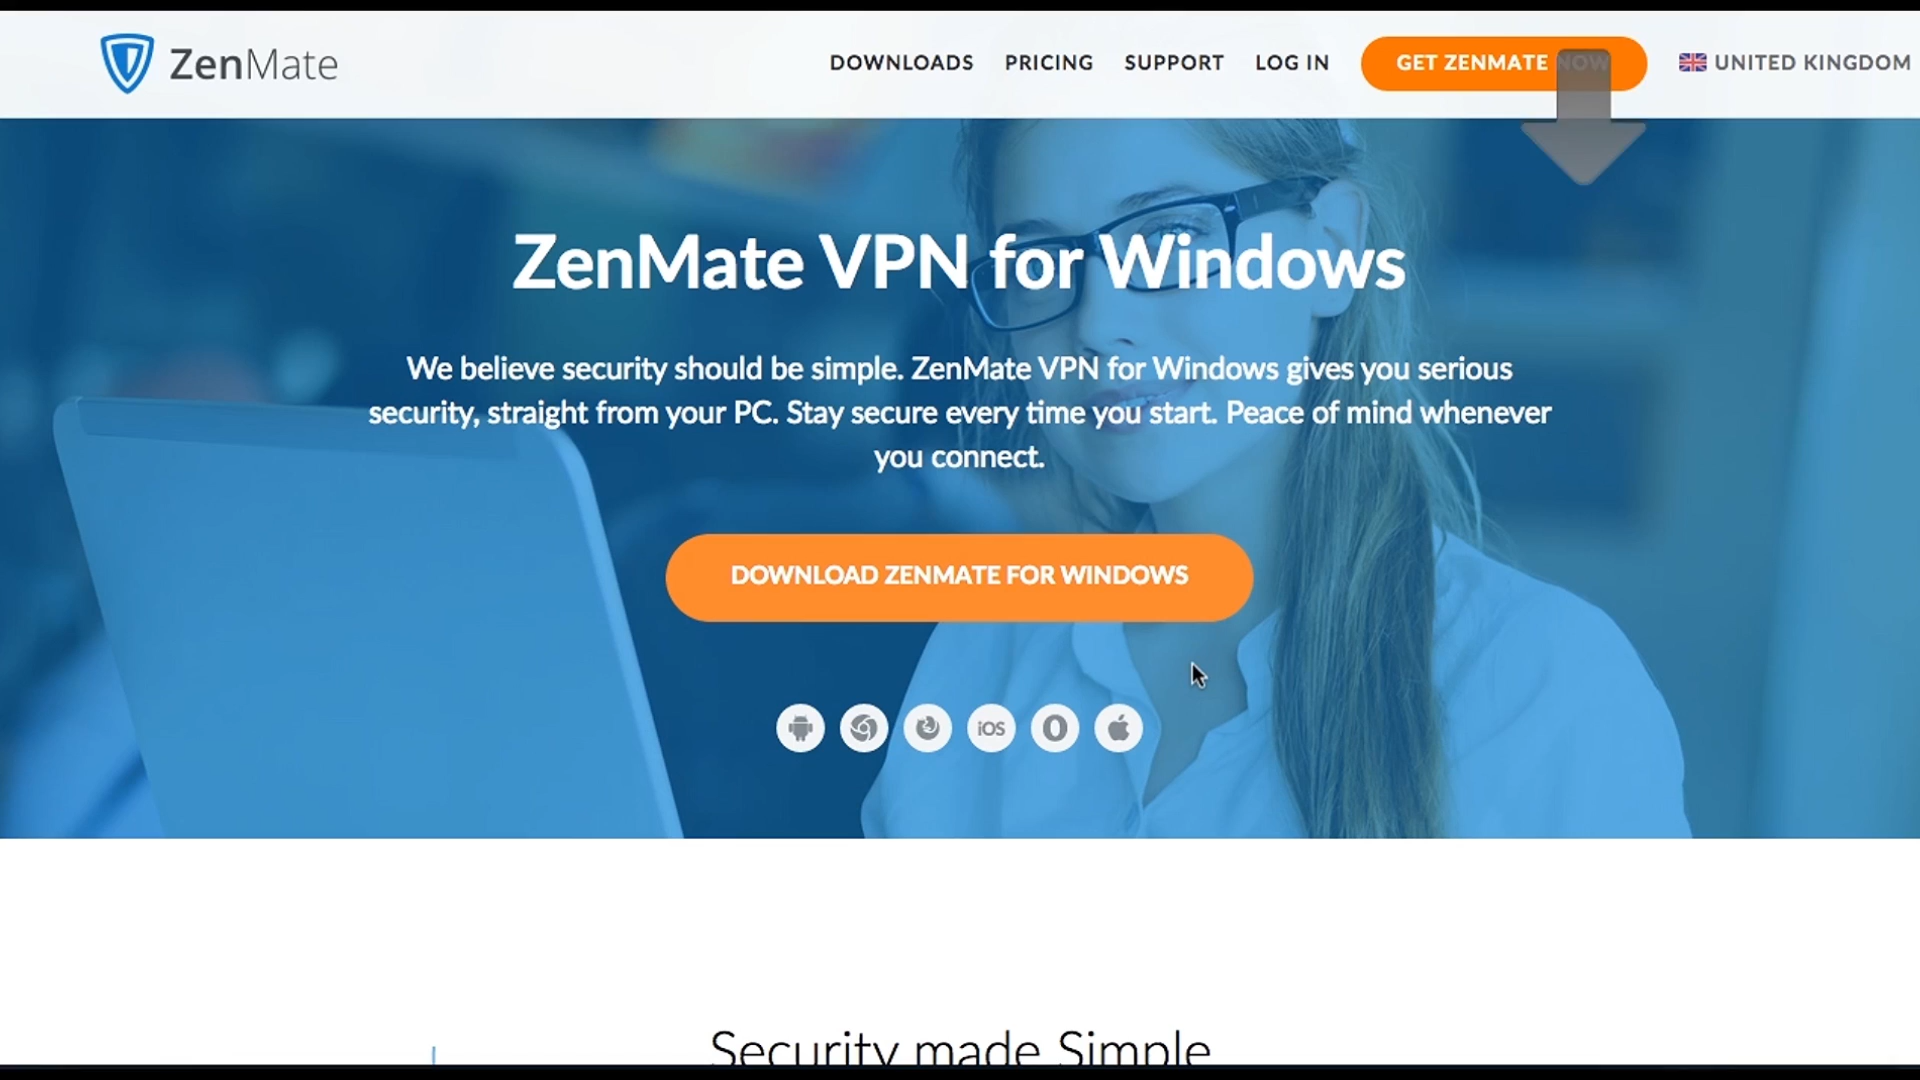 ZenMate
DOWNLOADS
PRICING
SUPPORT
LOG IN
GET ZENMATE NOW
UNITED KINGDOM
ZenMate VPN for Windows
We believe security should be simple. ZenMate VPN for Windows gives you serious
security, straight from your PC. Stay secure every time you start. Peace of mind whenever
you connect.
DOWNLOAD ZENMATE FOR WINDOWS
iOS
Security made Simple